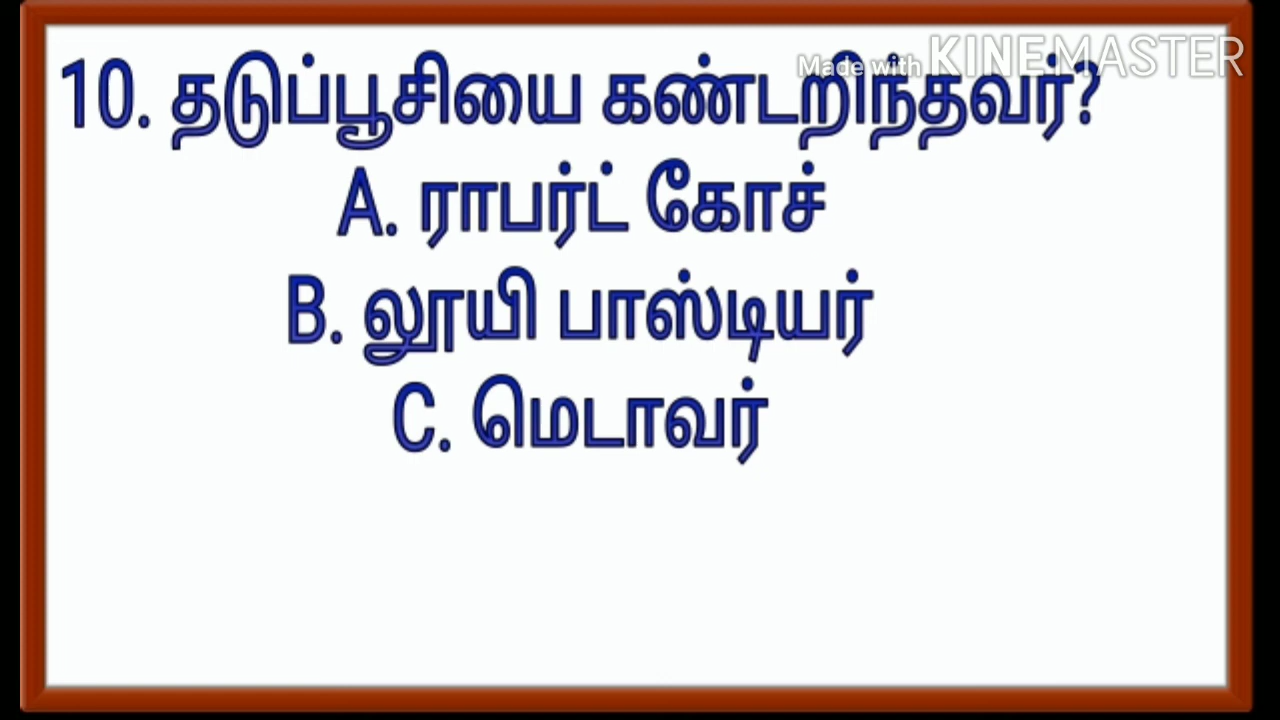 Made with KINEMASTER
10. தடுப்பூசியை கண்டறிந்தவர்?
A. ராபர்ட் கோச்
B. லூயி பாஸ்டியர்
C. மெடாவர்